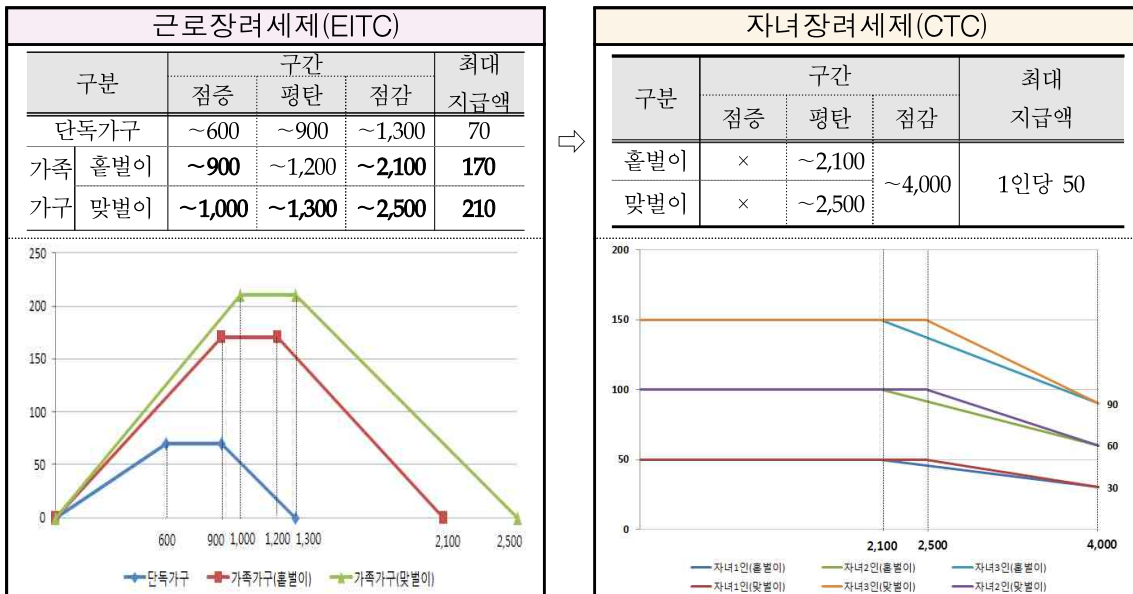 근로장려세제(EITC)
구분 구간 최대 지급액
점증 평탄 점감
단독가구 ~600 ~900 ~1,300 70
가족 홑벌이 ~900 ~1,200 ~2,100 170
가구 맞벌이 ~1,000 ~1,300 ~2,500 210
250
200
150
100
50
0
600 900 1,000 1,200 1,300 2,100 2,500
단독가구 가족가구(홑벌이) 가족가구(맞벌이)
⇨
자녀장려세제(CTC)
구분 구간 최대 지급액
점증 평탄 점감
홑벌이 × ~2,100 ~4,000 1인당 50
맞벌이 × ~2,500
200
150
100
50
0
90
60
30
2,100 2,500 4,000
자녀1인(홑벌이) 자녀2인(홑벌이) 자녀3인(홑벌이)
자녀1인(맞벌이) 자녀3인(맞벌이) 자녀2인(맞벌이)